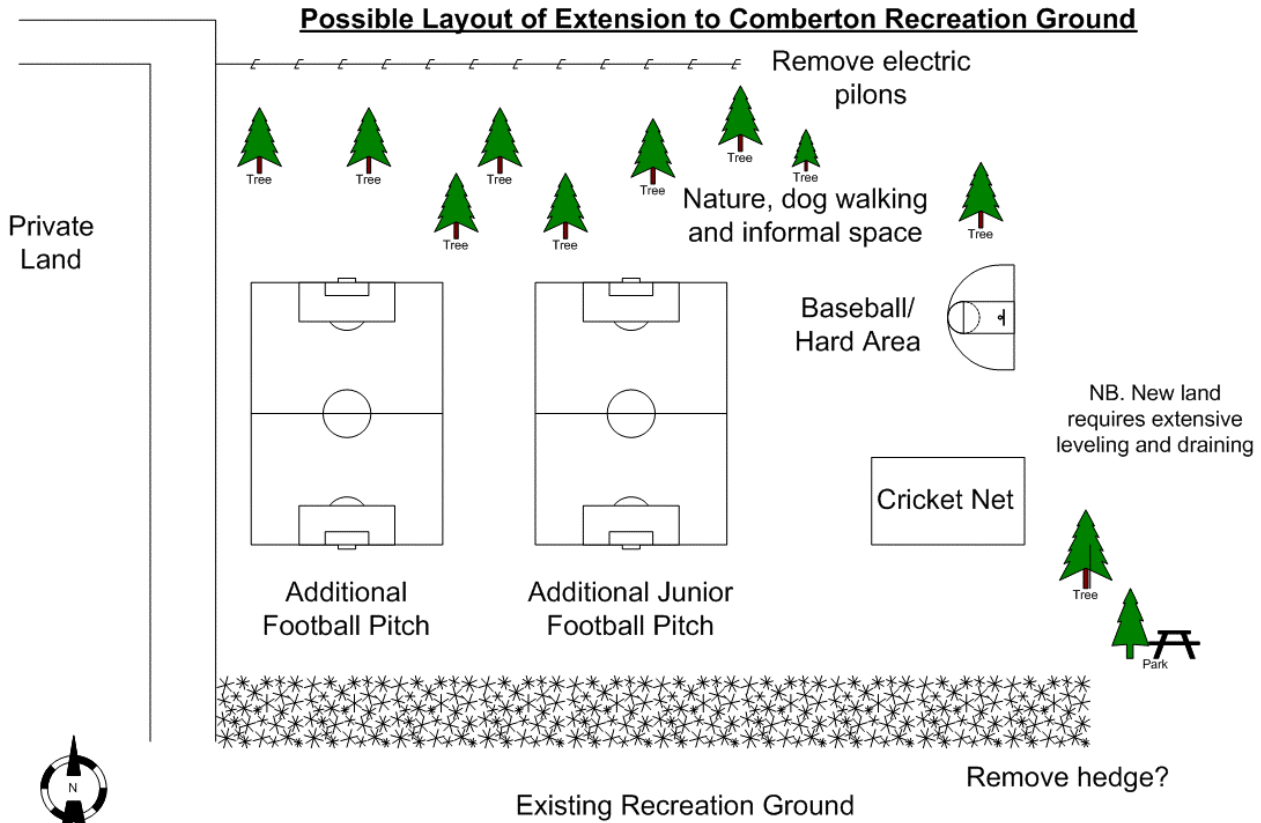 Possible Layout of Extension to Comberton Recreation Ground
Remove electric
pilons
Tree
Tree
Tree
Tree
Tree
Tree
Tree
Tree
Tree
Nature, dog walking
and informal space
Private
Land
Baseball/
Hard Area
NB. New land
requires extensive
leveling and draining
Cricket Net
Additional
Football Pitch
Additional Junior
Football Pitch
Tree
Park
Remove hedge?
N
Existing Recreation Ground